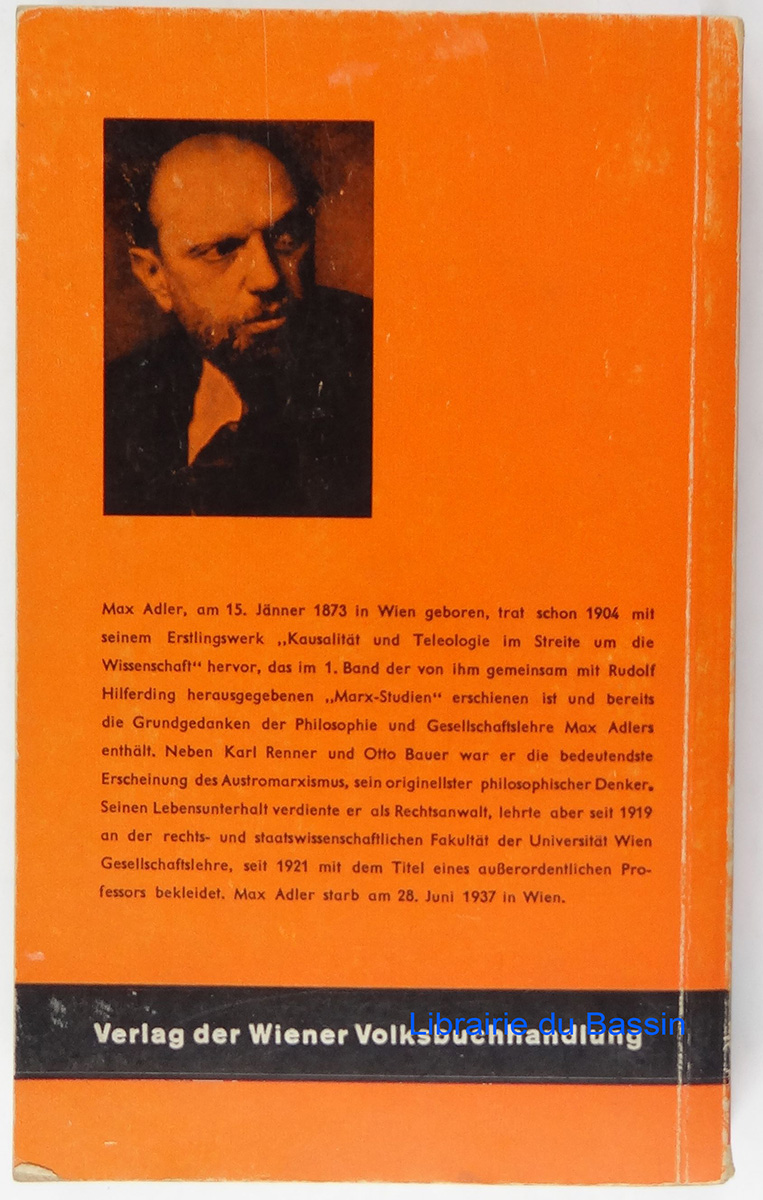 Max Adler, am 15. Jänner 1873 in Wien geboren, trat schon 1904 mit
seinem Erstlingswerk „Kausalität und Teleologie im Streite um die
Wissenschaft“ hervor, das im 1. Band der von ihm gemeinsam mit Rudolf
Hilferding herausgegebenen „Marx-Studien“ erschienen ist und bereits
die Grundgedanken der Philosophie und Gesellschaftslehre Max Adlers
enthält. Neben Karl Renner und Otto Bauer war er die bedeutendste
Erscheinung des Austromarxismus, sein originellster philosophischer Denker.
Seinen Lebensunterhalt verdiente er als Rechtsanwalt, lehrte aber seit 1919
an der rechts- und staatswissenschaftlichen Fakultät der Universität Wien
Gesellschaftslehre, seit 1921 mit dem Titel eines außerordentlichen Pro-
fessors bekleidet. Max Adler starb am 28. Juni 1937 in Wien.
Verlag der Wiener Volksbuchhandlung
Librairie du Bassin